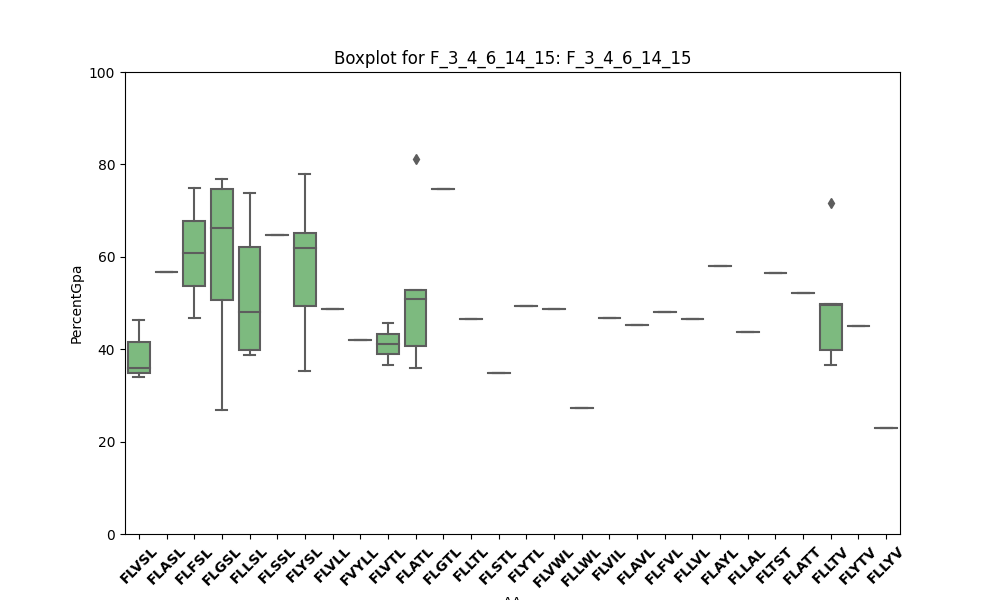 Boxplot for F_3_4_6_14_15: F_3_4_6_14_15
100
80
60
40
20
0
PercentGpa
FLVSL FLASL FLFSL FLGSL FLLSL FLSSL FLYSL FLVLL FVYLL FLVTL FLATL FLGTL FLLTL FLSTL FLYTL FLVWL FLLWL FLVIL FLAVL FLFVL FLLVL FLAYL FLLAL FLTST FLATT FLLTV FLYTV FLLYV